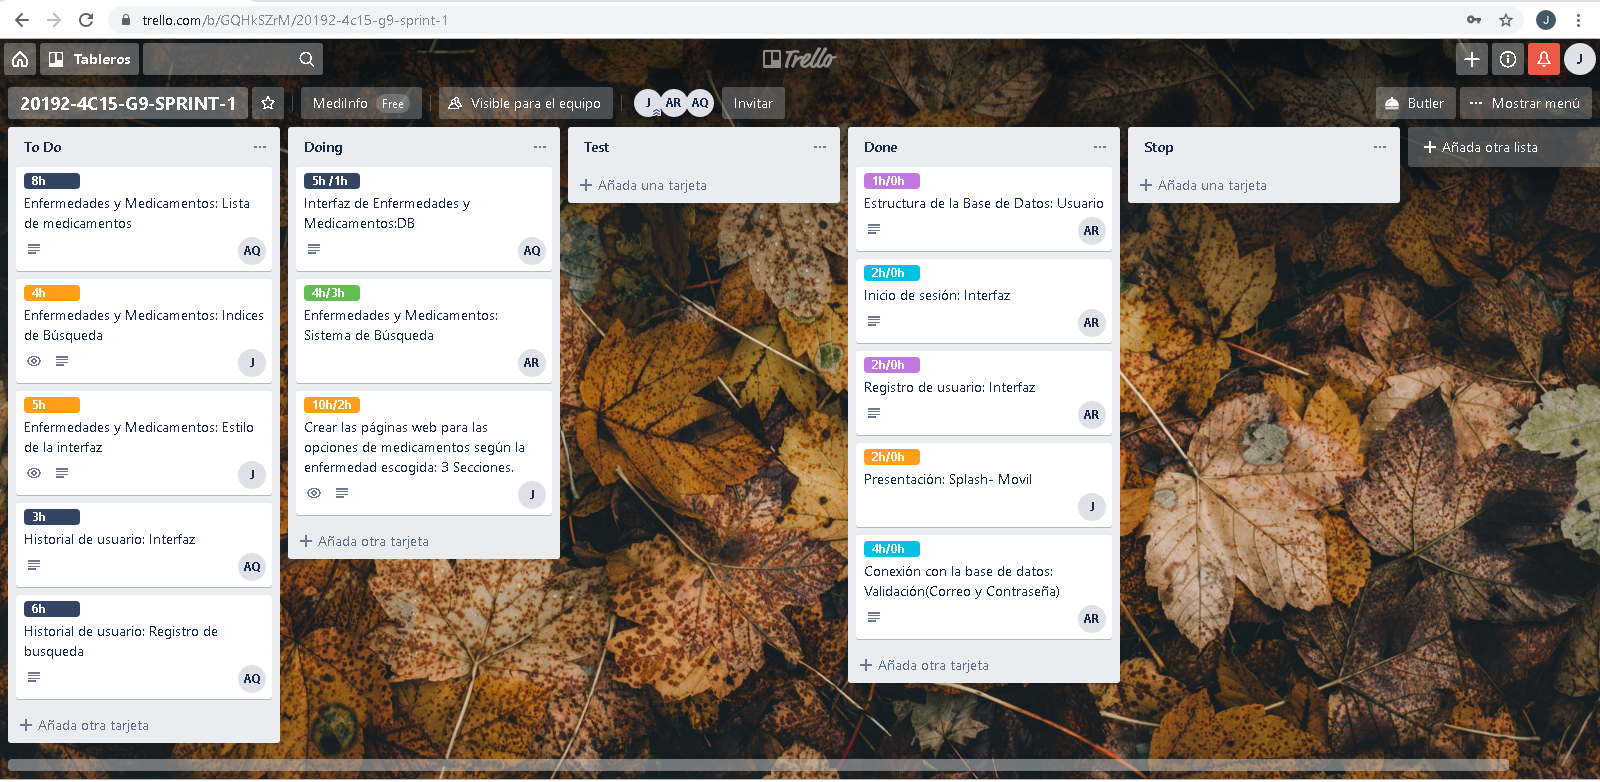 trello.com/b/GQHkSZrM/20192-4c15-g9-sprint-1
J
Tableros
Trello
J
20192-4C15-G9-SPRINT-1
MediInfo Free
Visible para el equipo
J AR AQ
Invitar
Butler
Mostrar menú
To Do
8h
Enfermedades y Medicamentos: Lista
de medicamentos
AQ
4h
Enfermedades y Medicamentos: Indices
de Búsqueda
J
5h
Enfermedades y Medicamentos: Estilo
de la interfaz
J
3h
Historial de usuario: Interfaz
AQ
6h
Historial de usuario: Registro de
busqueda
AQ
Añada otra tarjeta
Doing
5h /1h
Interfaz de Enfermedades y
Medicamentos:DB
AQ
4h/3h
Enfermedades y Medicamentos:
Sistema de Búsqueda
AR
10h/2h
Crear las páginas web para las
opciones de medicamentos según la
enfermedad escogida: 3 Secciones.
J
Añada otra tarjeta
Test
Añada una tarjeta
Done
1h/0h
Estructura de la Base de Datos: Usuario
AR
2h/0h
Inicio de sesión: Interfaz
AR
2h/0h
Registro de usuario: Interfaz
AR
2h/0h
Presentación: Splash- Movil
J
4h/0h
Conexión con la base de datos:
Validación(Correo y Contraseña)
AR
Añada otra tarjeta
Stop
Añada una tarjeta
Añada otra lista